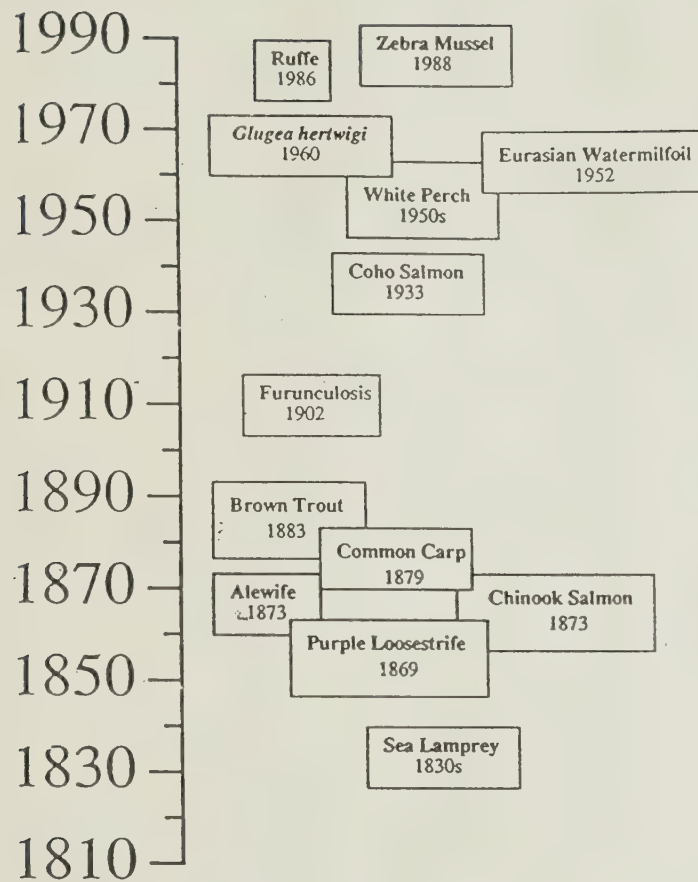 1990
Ruffe
1986
Zebra Mussel
1988
1970
Glugea hertwigi
1960
Eurasian Watermilfoil
1952
White Perch
1950s
1950
Coho Salmon
1933
1930
1910
Furunculosis
1902
1890
Brown Trout
1883
Common Carp
1879
1870
Alewife
1873
Chinook Salmon
1873
Purple Loosestrife
1869
1850
Sea Lamprey
1830s
1830
1810